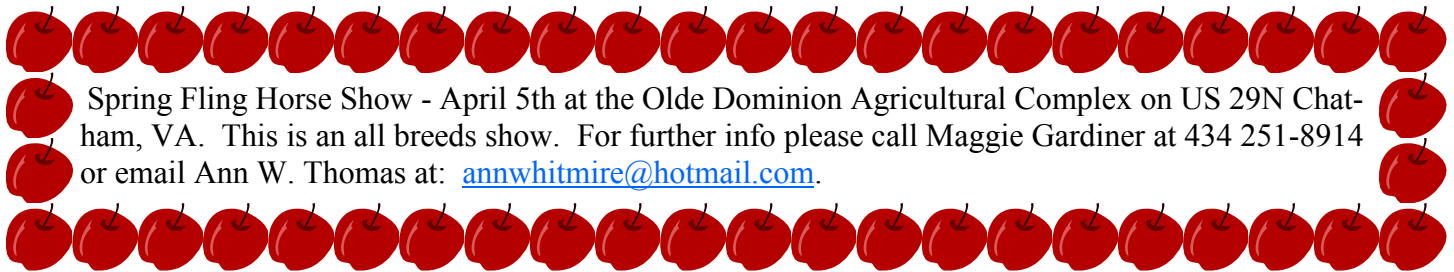 Spring Fling Horse Show - April 5th at the Olde Dominion Agricultural Complex on US 29N Chat-
ham, VA.  This is an all breeds show.  For further info please call Maggie Gardiner at 434 251-8914
or email Ann W. Thomas at:  annwhitmire@hotmail.com.